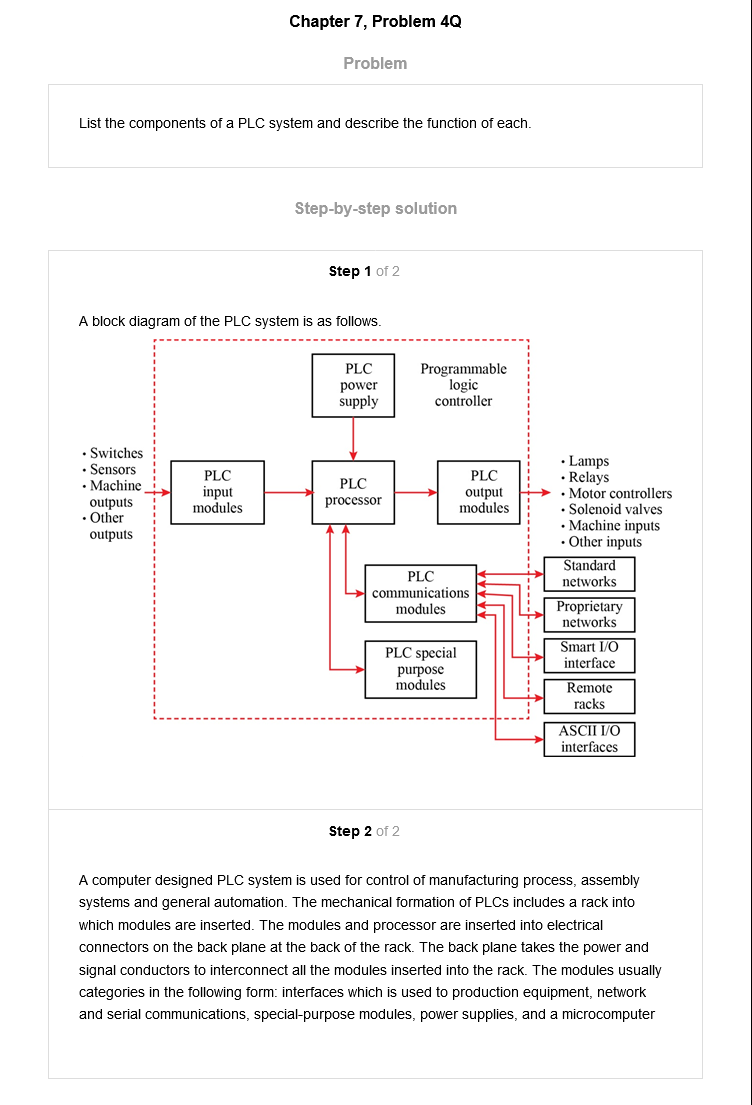 Chapter 7, Problem 4Q
Problem
List the components of a PLC system and describe the function of each.
Step-by-step solution
Step 1 of 2
A block diagram of the PLC system is as follows.
PLC
power
supply
Programmable
logic
controller
• Switches
• Sensors
• Machine
outputs
• Other
outputs
PLC
input
modules
PLC
processor
PLC
output
modules
• Lamps
• Relays
• Motor controllers
• Solenoid valves
• Machine inputs
• Other inputs
PLC
communications
modules
Standard
networks
Proprietary
networks
PLC special
purpose
modules
Smart I/O
interface
Remote
racks
ASCII I/O
interfaces
Step 2 of 2
A computer designed PLC system is used for control of manufacturing process, assembly
systems and general automation. The mechanical formation of PLCs includes a rack into
which modules are inserted. The modules and processor are inserted into electrical
connectors on the back plane at the back of the rack. The back plane takes the power and
signal conductors to interconnect all the modules inserted into the rack. The modules usually
categories in the following form: interfaces which is used to production equipment, network
and serial communications, special-purpose modules, power supplies, and a microcomputer